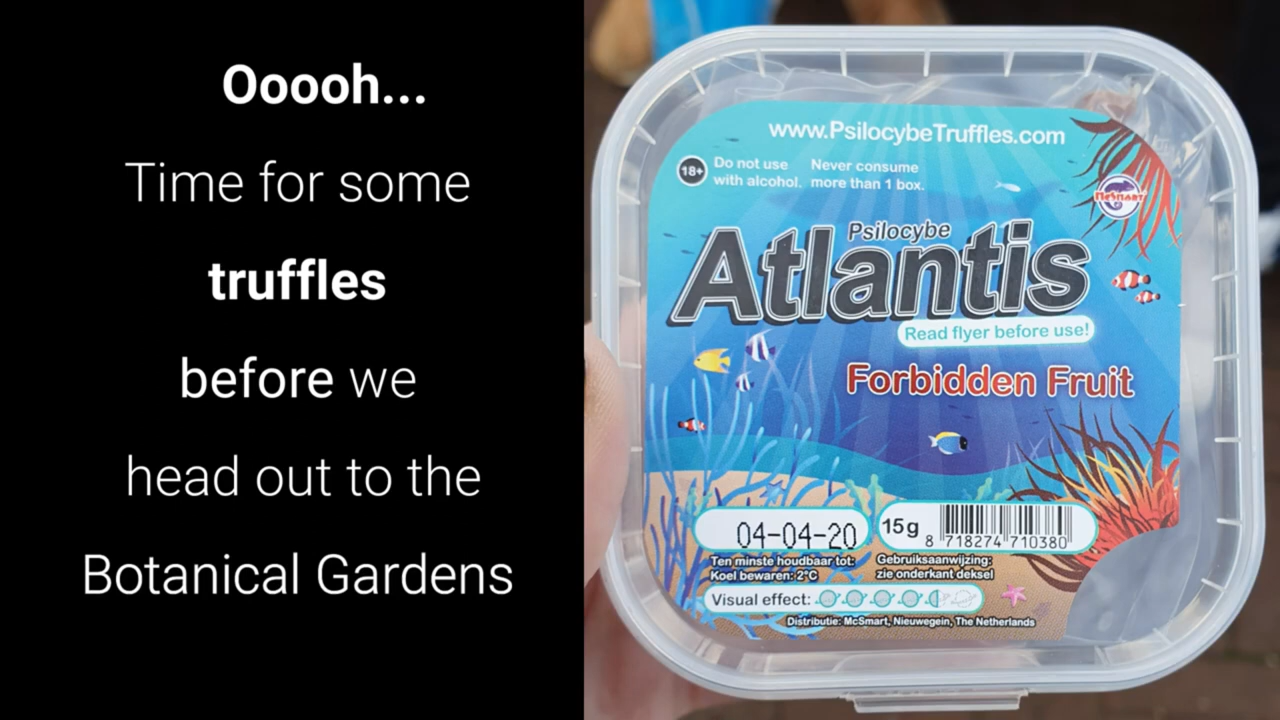 Ooooh...
Time for some
truffles
before we
head out to the
Botanical Gardens
www.PsilocybeTruffles.com
18+
Do not use
with alcohol.
Never consume
more than 1 box.
McSmart
Psilocybe
Atlantis
Read flyer before use!
Forbidden Fruit
04-04-20
15g
8 718274 710380
Ten minste houdbaar tot:
Koel bewaren: 2°C
Gebruiksaanwijzing:
zie onderkant deksel
Visual effect:
Distributie: McSmart, Nieuwegein, The Netherlands